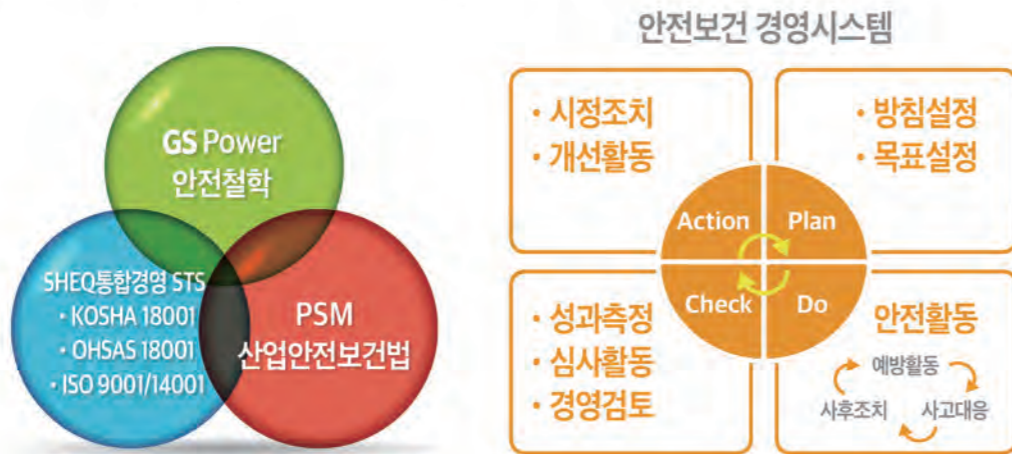 GS Power
안전철학
SHEQ통합경영 STS
• KOSHA 18001
• OHSAS 18001
• ISO 9001/14001
PSM
산업안전보건법
안전보건 경영시스템
• 시정조치
• 개선활동
• 방침설정
• 목표설정
Action
Plan
Check
Do
• 성과측정
• 심사활동
• 경영검토
안전활동
예방활동
사후조치
사고대응